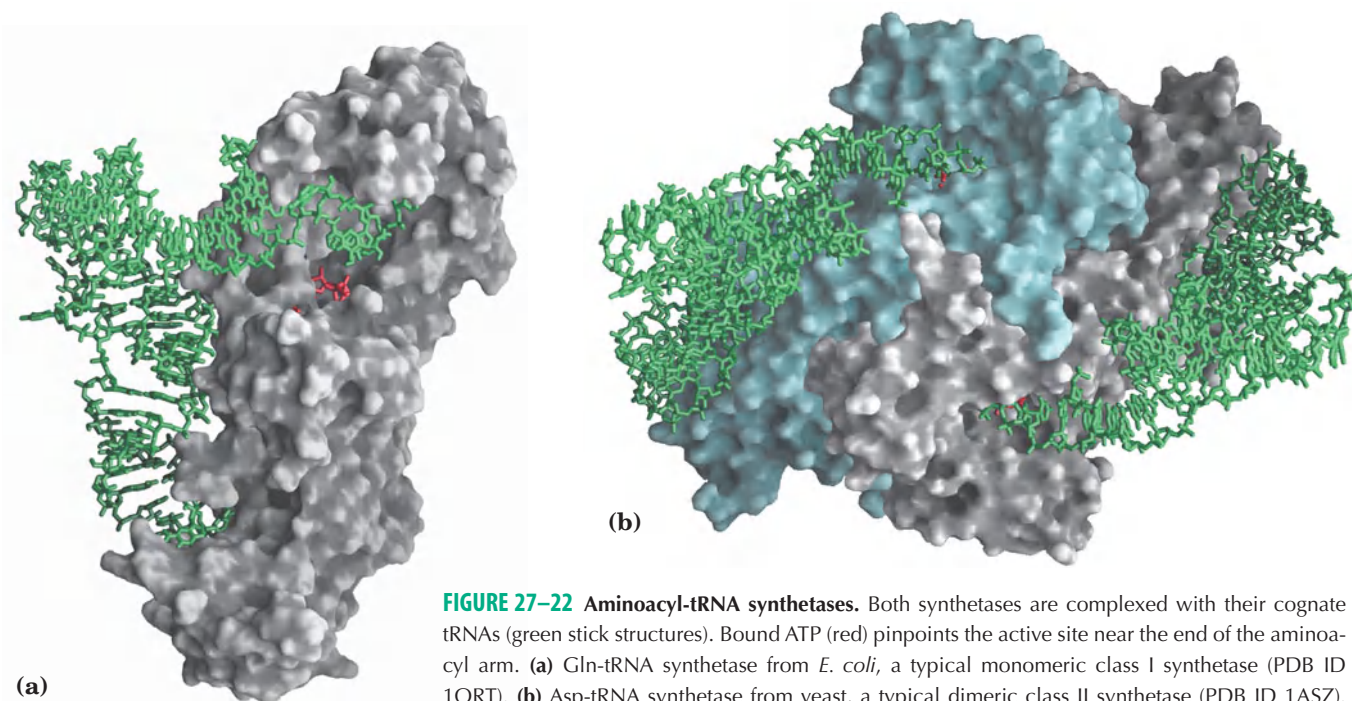 (a)
(b)
FIGURE 27–22 Aminoacyl-tRNA synthetases. Both synthetases are complexed with their cognate
tRNAs (green stick structures). Bound ATP (red) pinpoints the active site near the end of the aminoa-
cyl arm. (a) Gln-tRNA synthetase from E. coli, a typical monomeric class I synthetase (PDB ID
1QRT). (b) Asp-tRNA synthetase from yeast, a typical dimeric class II synthetase (PDB ID 1ASZ).